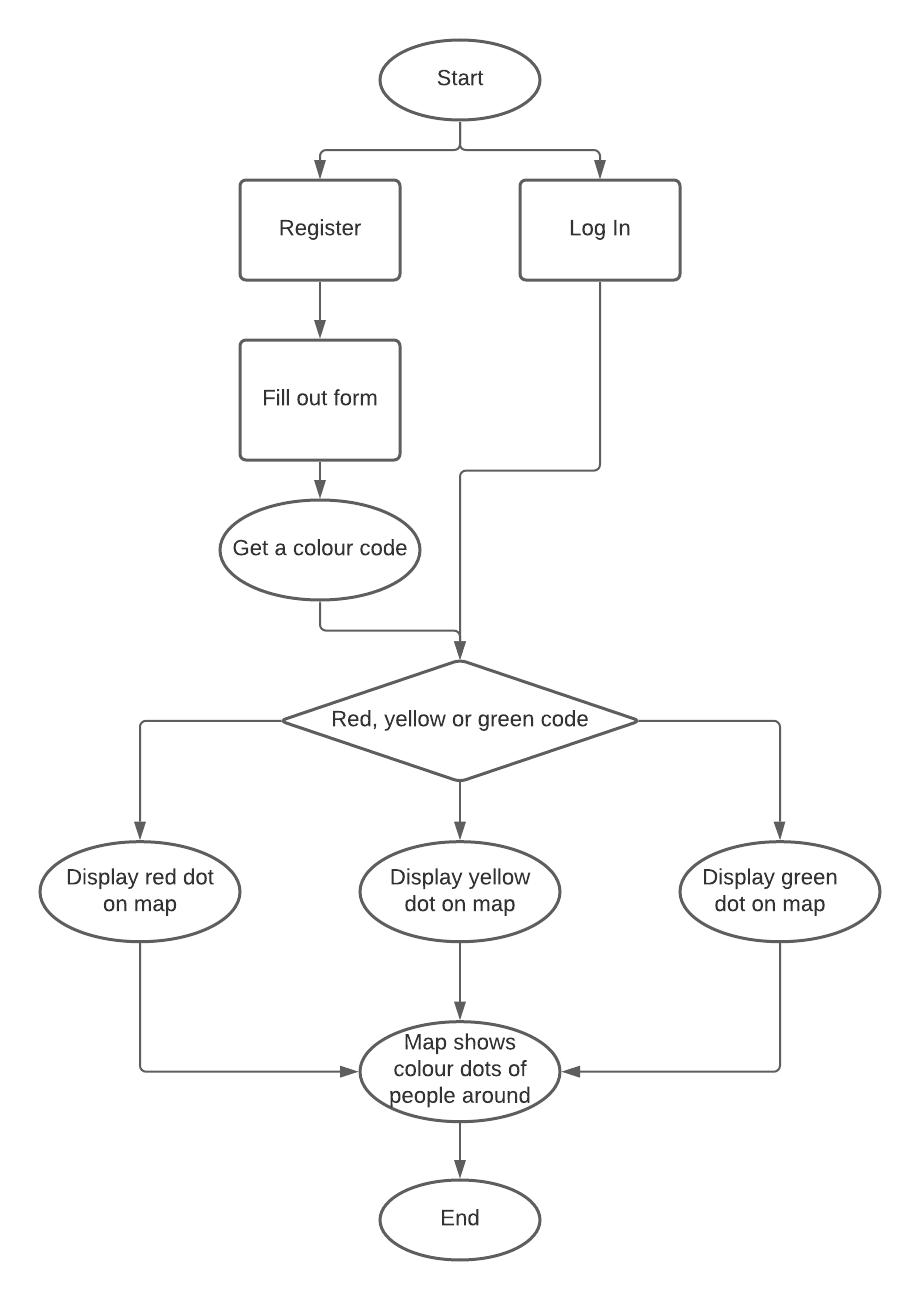 Start
Register
Log In
Fill out form
Get a colour code
Red, yellow or green code
Display red dot
on map
Display yellow
dot on map
Display green
dot on map
Map shows
colour dots of
people around
End